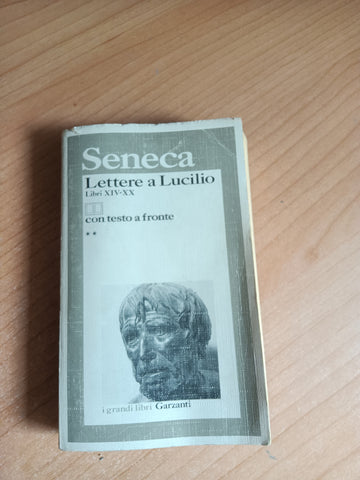 Seneca
Lettere a Lucilio
Libri XIV-XX
con testo a fronte
**
i grandi libri Garzanti